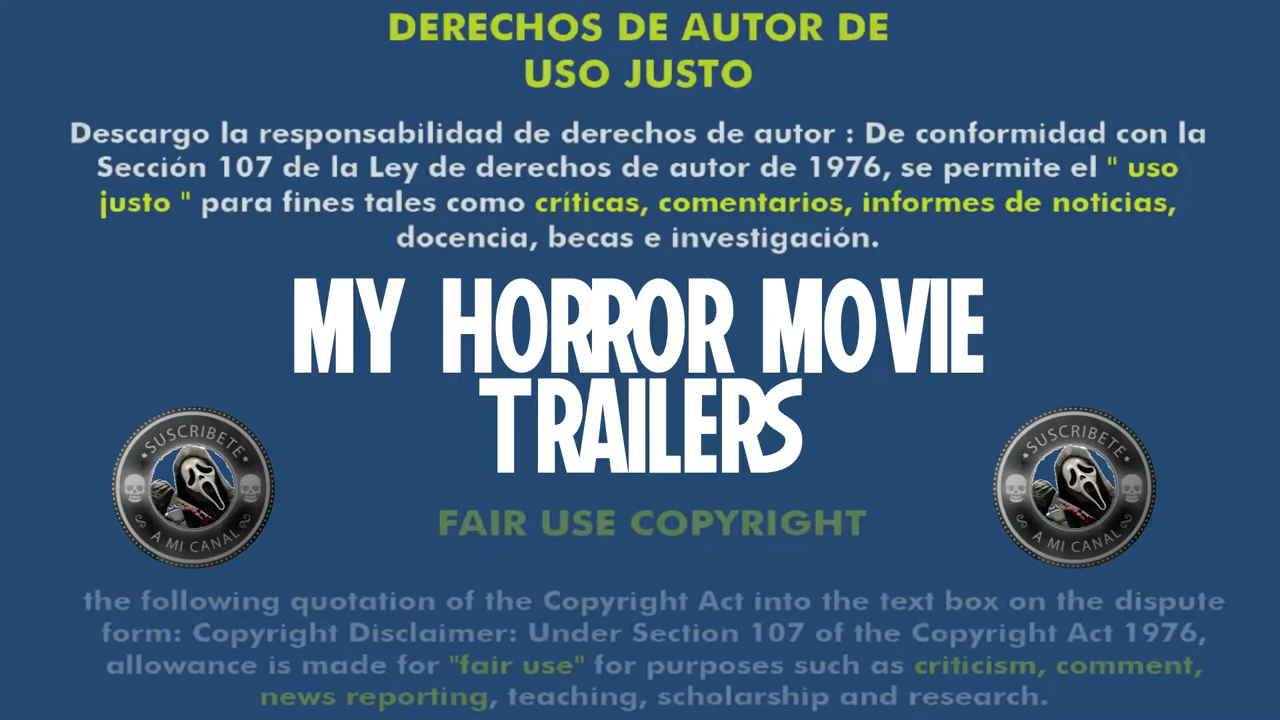 DERECHOS DE AUTOR DE
USO JUSTO
Descargo la responsabilidad de derechos de autor : De conformidad con la
Sección 107 de la Ley de derechos de autor de 1976, se permite el " uso
justo " para fines tales como críticas, comentarios, informes de noticias,
docencia, becas e investigación.
MY HORROR MOVIE
TRAILERS
SUSCRIBETE
A MI CANAL
SUSCRIBETE
A MI CANAL
FAIR USE COPYRIGHT
the following quotation of the Copyright Act into the text box on the dispute
form: Copyright Disclaimer: Under Section 107 of the Copyright Act 1976,
allowance is made for "fair use" for purposes such as criticism, comment,
news reporting, teaching, scholarship and research.